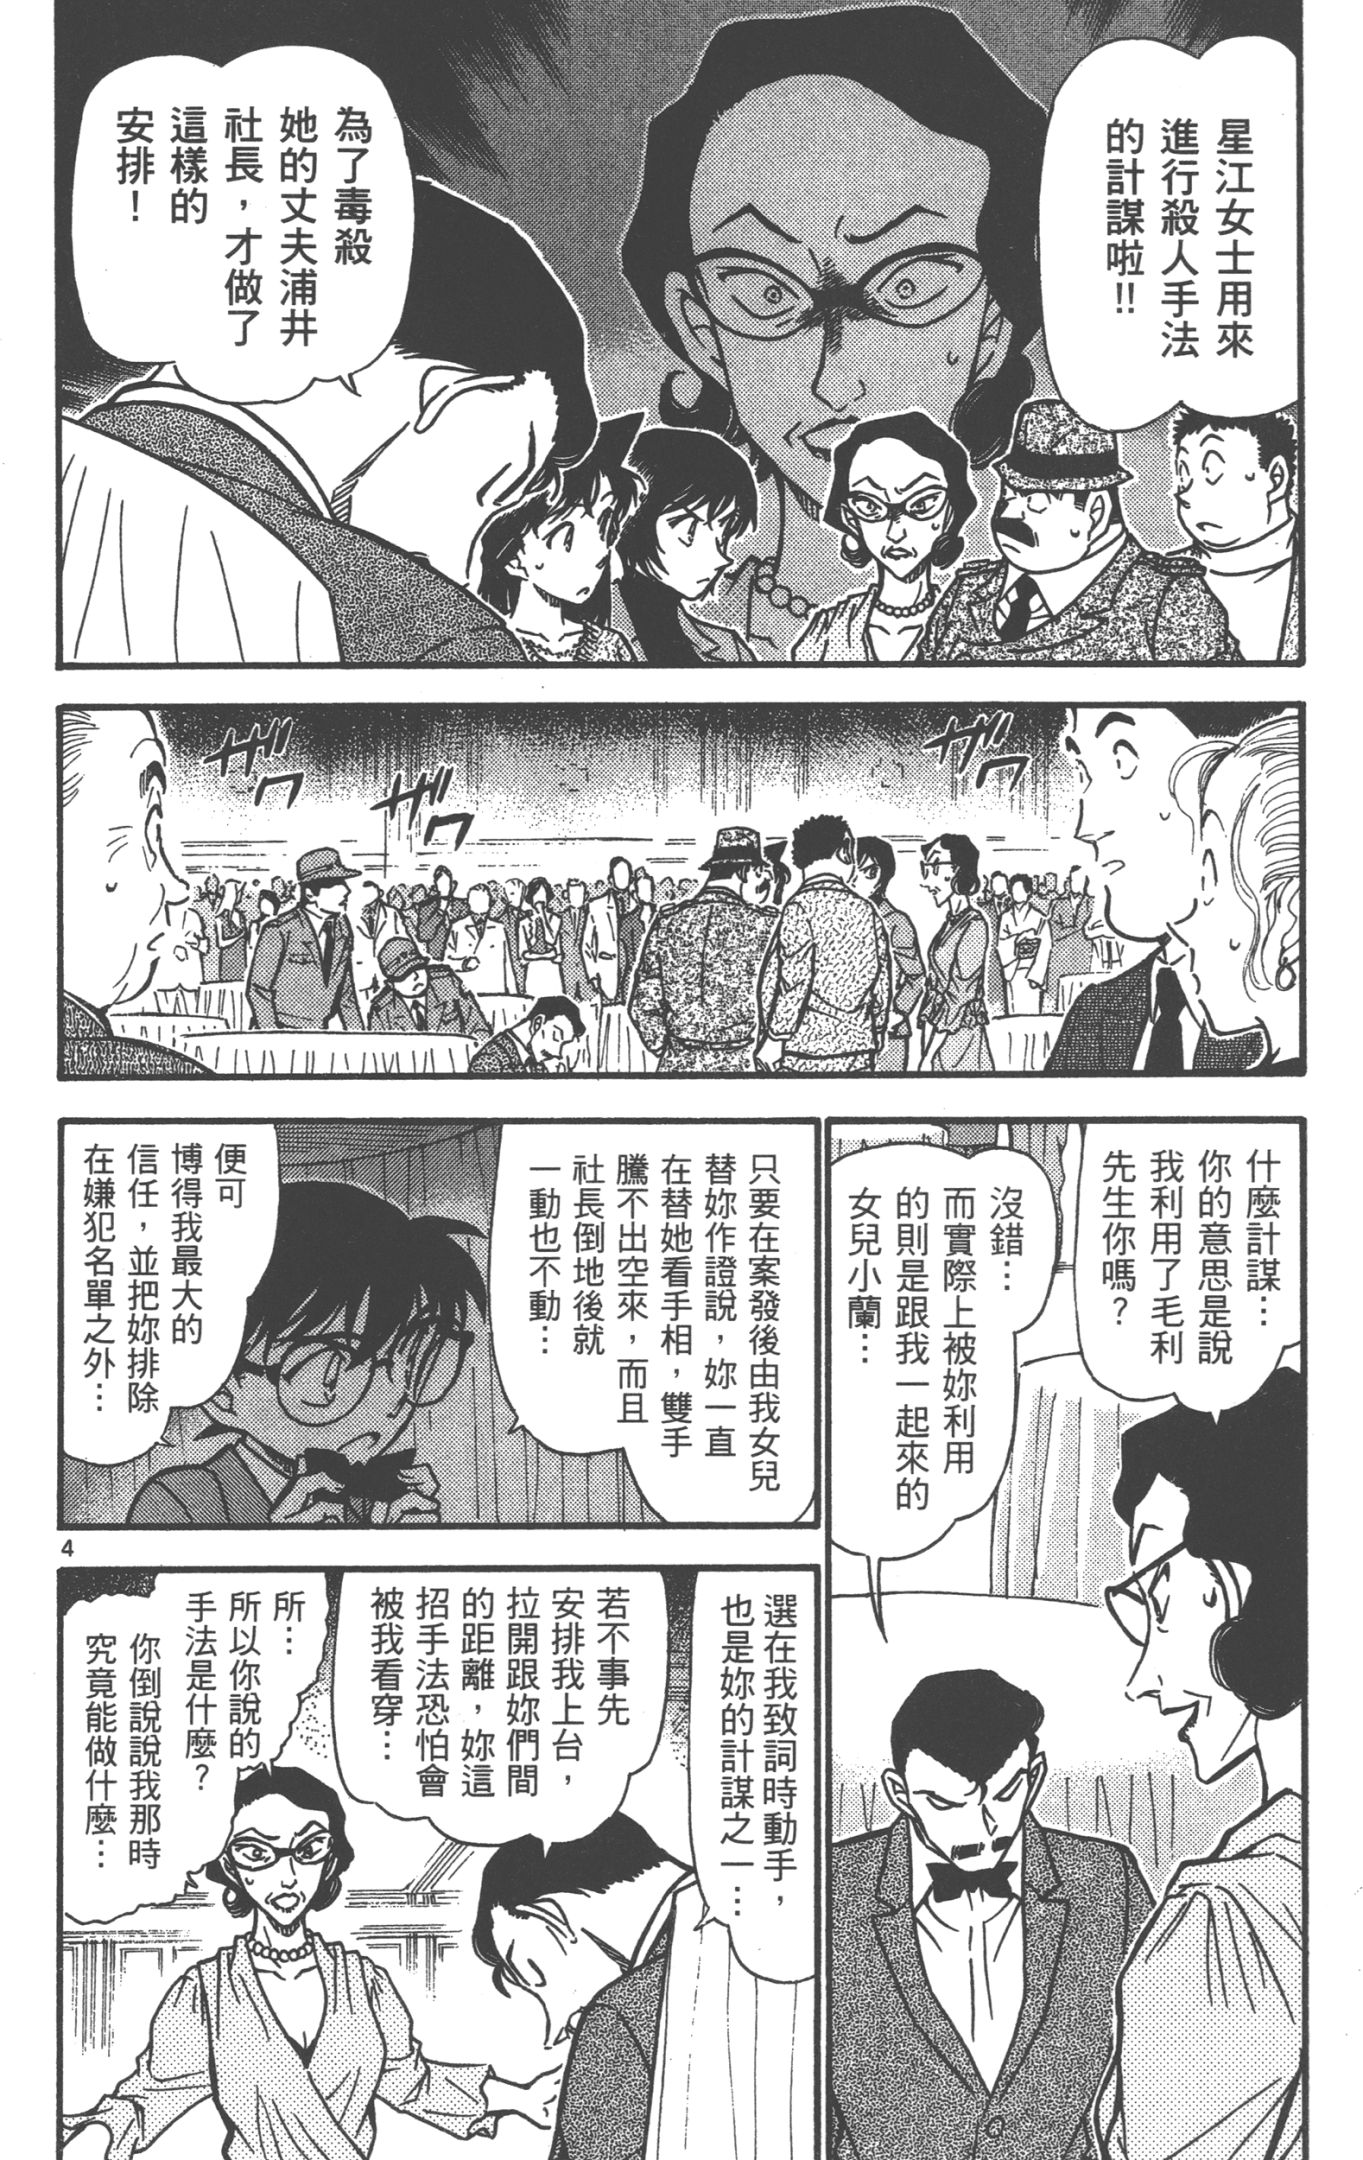 星江女士用來
進行殺人手法
的計謀啦!!
為了毒殺
她的丈夫浦井
社長，才做了
這樣的
安排！
ザワ
ザワ
ザワ
什麼計謀…
你的意思是說
我利用了毛利
先生你嗎？
沒錯…
而實際上被妳利用
的則是跟我一起來的
女兒小蘭…
只要在案發後由我女兒
替妳作證說，妳一直
在替她看手相，雙手
騰不出空來，而且
社長倒地後就
一動也不動…
便可
博得我最大的
信任，並把妳排除
在嫌犯名單之外…
4
選在我致詞時動手，
也是妳的計謀之一…
若不事先
安排我上台，
拉開跟妳們間
的距離，妳這
招手法恐怕會
被我看穿…
所…
所以你說的
手法是什麼？
你倒說說我那時
究竟能做什麼…